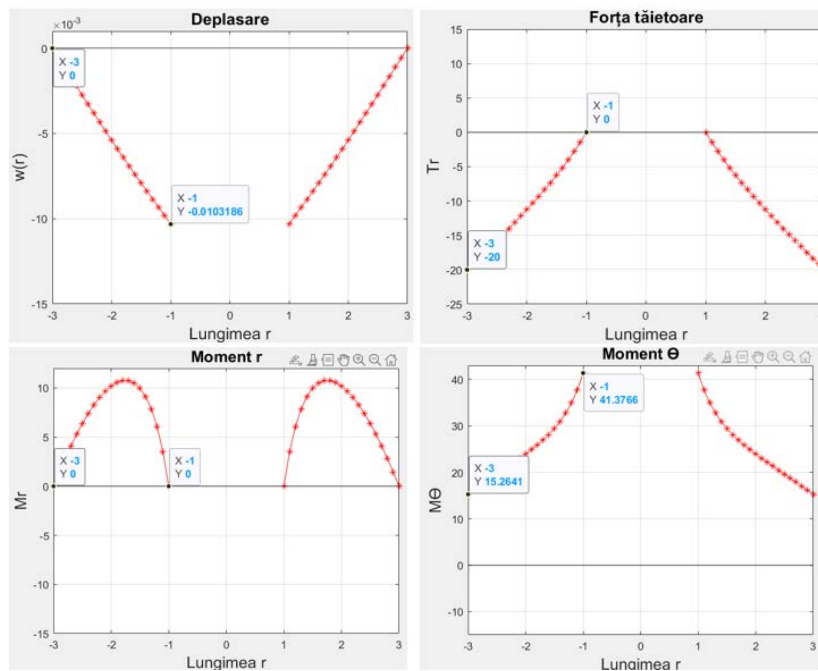 Deplasare
×10⁻³
0
-5
-10
-15
w(r)
-3
-2
-1
0
1
2
3
Lungimea r
X -3
Y 0
X -1
Y -0.0103186
Forța tăietoare
15
10
5
0
-5
-10
-15
-20
-25
Tr
-3
-2
-1
0
1
2
Lungimea r
X -1
Y 0
X -3
Y -20
Moment r
10
5
0
-5
-10
-15
Mr
-3
-2
-1
0
1
2
3
Lungimea r
X -3
Y 0
X -1
Y 0
Moment Θ
40
30
20
10
0
-10
MΘ
-3
-2
-1
0
1
2
3
Lungimea r
X -1
Y 41.3766
X -3
Y 15.2641